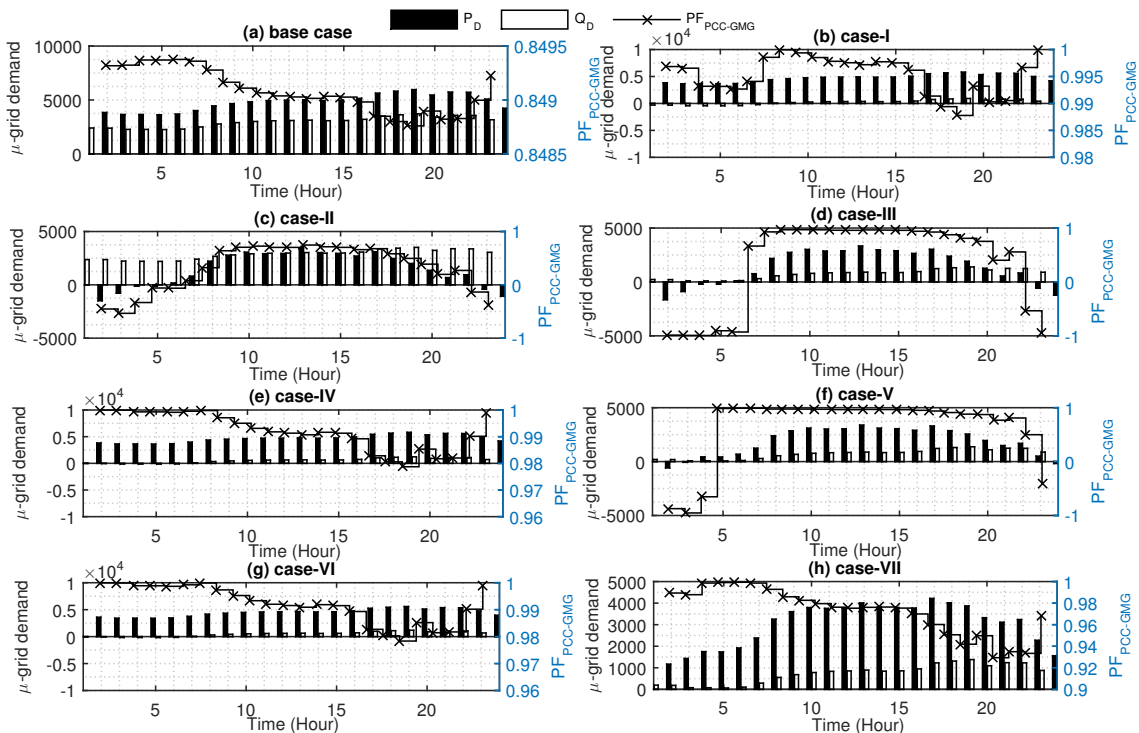 P_D Q_D PF_PCC-GMG
(a) base case
μ-grid demand
10000
5000
0
0.8495
0.849
0.8485
PF_PCC-GMG
5 10 15 20
Time (Hour)
(b) case-I
×10^4
μ-grid demand
1
0.5
0
-0.5
-1
1
0.995
0.99
0.985
0.98
PF_PCC-GMG
5 10 15 20
Time (Hour)
(c) case-II
μ-grid demand
5000
0
-5000
1
0
-1
PF_PCC-GMG
5 10 15 20
Time (Hour)
(d) case-III
μ-grid demand
5000
0
-5000
1
0
-1
PF_PCC-GMG
5 10 15 20
Time (Hour)
(e) case-IV
×10^4
μ-grid demand
1
0.5
0
-0.5
-1
1
0.99
0.98
0.97
0.96
PF_PCC-GMG
5 10 15 20
Time (Hour)
(f) case-V
μ-grid demand
5000
0
-5000
1
0
-1
PF_PCC-GMG
5 10 15 20
Time (Hour)
(g) case-VI
×10^4
μ-grid demand
1
0.5
0
-0.5
-1
1
0.99
0.98
0.97
0.96
PF_PCC-GMG
5 10 15 20
Time (Hour)
(h) case-VII
μ-grid demand
5000
4000
3000
2000
1000
0
1
0.98
0.96
0.94
0.92
0.9
PF_PCC-GMG
5 10 15 20
Time (Hour)